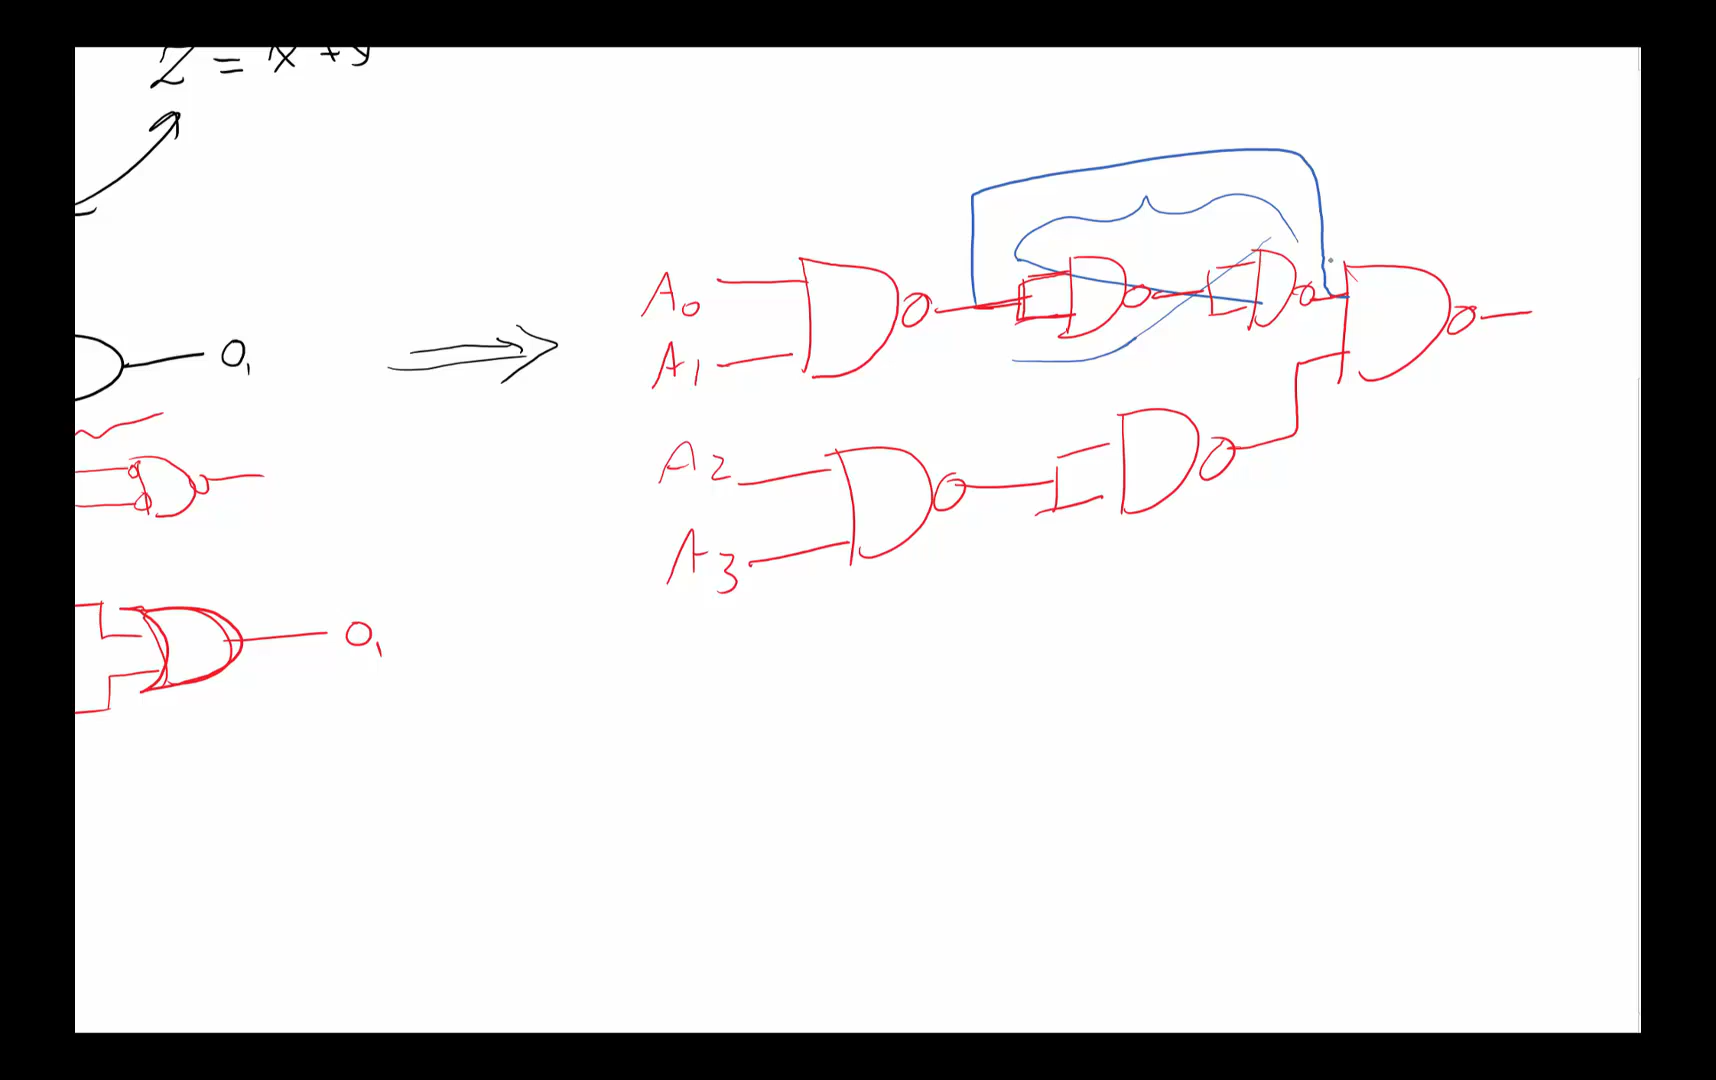 Z = x + y
O₁
A₀
A₁
A₂
A₃
O₁